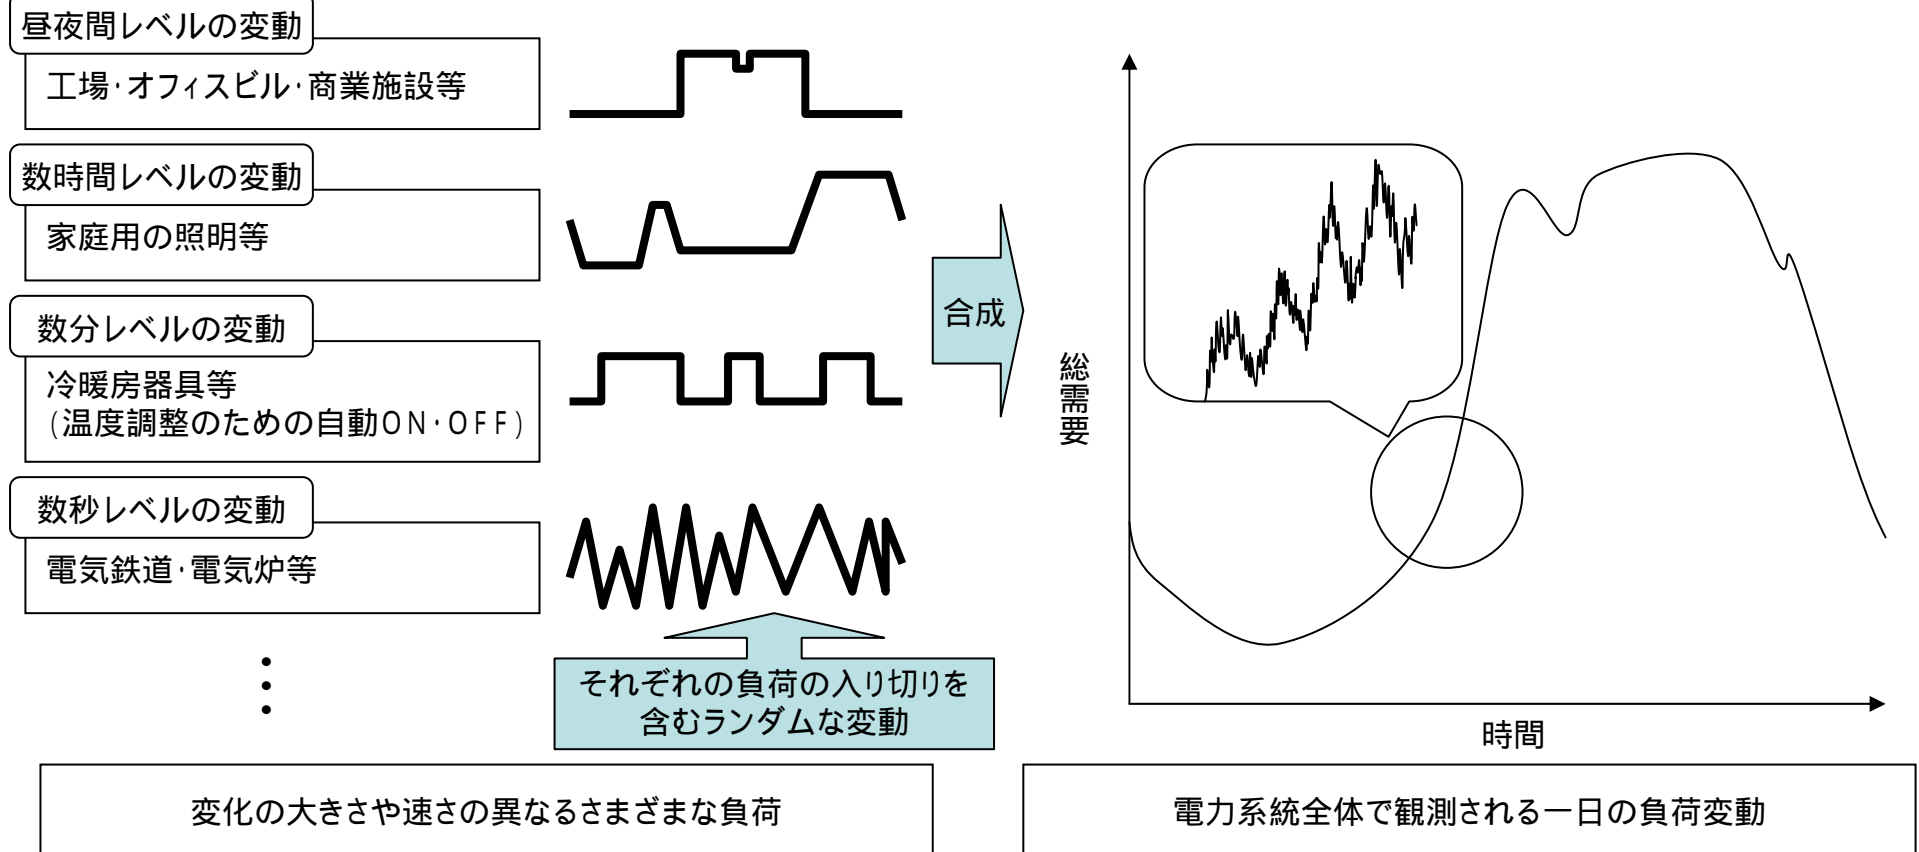 昼夜間レベルの変動
工場･オフィスビル･商業施設等
数時間レベルの変動
家庭用の照明等
数分レベルの変動
冷暖房器具等
(温度調整のための自動ON･OFF)
数秒レベルの変動
電気鉄道･電気炉等
それぞれの負荷の入り切りを
含むランダムな変動
変化の大きさや速さの異なるさまざまな負荷
合成
総需要
時間
電力系統全体で観測される一日の負荷変動